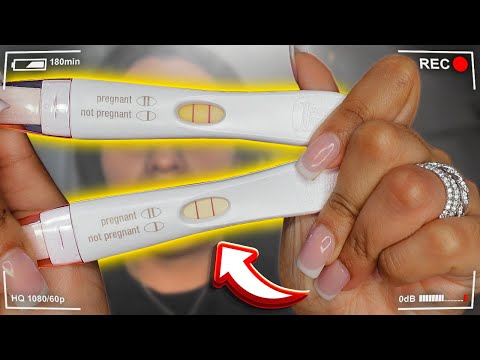 180min
REC
pregnant
not pregnant
pregnant
not pregnant
HQ 1080/60p
0dB